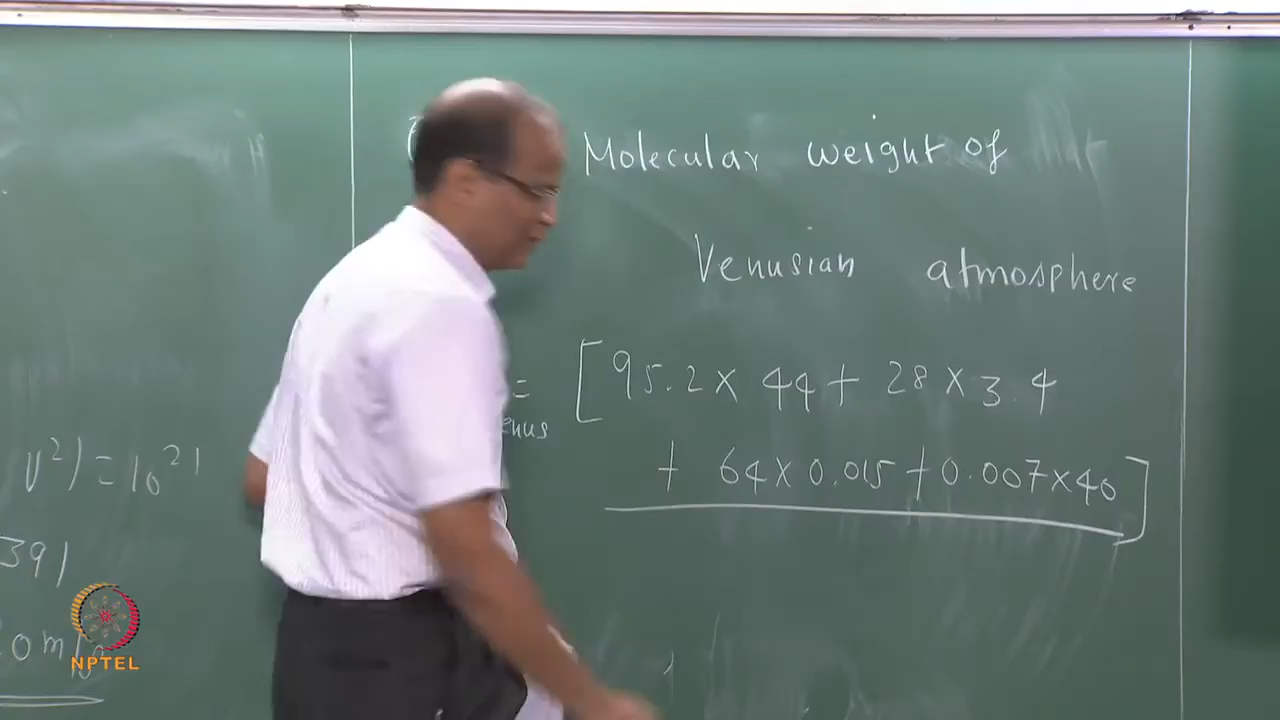 Molecular weight of
Venusian atmosphere
= [95.2 × 44 + 28 × 3.4
+ 64 × 0.015 + 0.007 × 40]
V²) = 10²¹
391
0 m/s
NPTEL